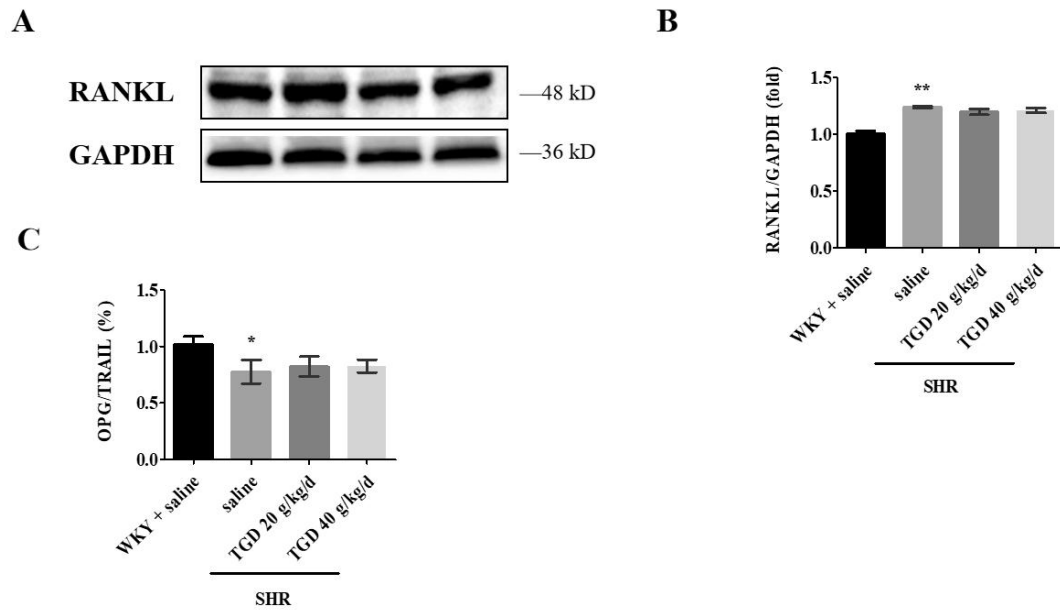 A
RANKL
—48 kD
GAPDH
—36 kD
B
RANKL/GAPDH (fold)
1.5
1.0
0.5
0.0
**
WKY + saline
saline
TGD 20 g/kg/d
TGD 40 g/kg/d
SHR
C
OPG/TRAIL (%)
1.5
1.0
0.5
0.0
*
WKY + saline
saline
TGD 20 g/kg/d
TGD 40 g/kg/d
SHR